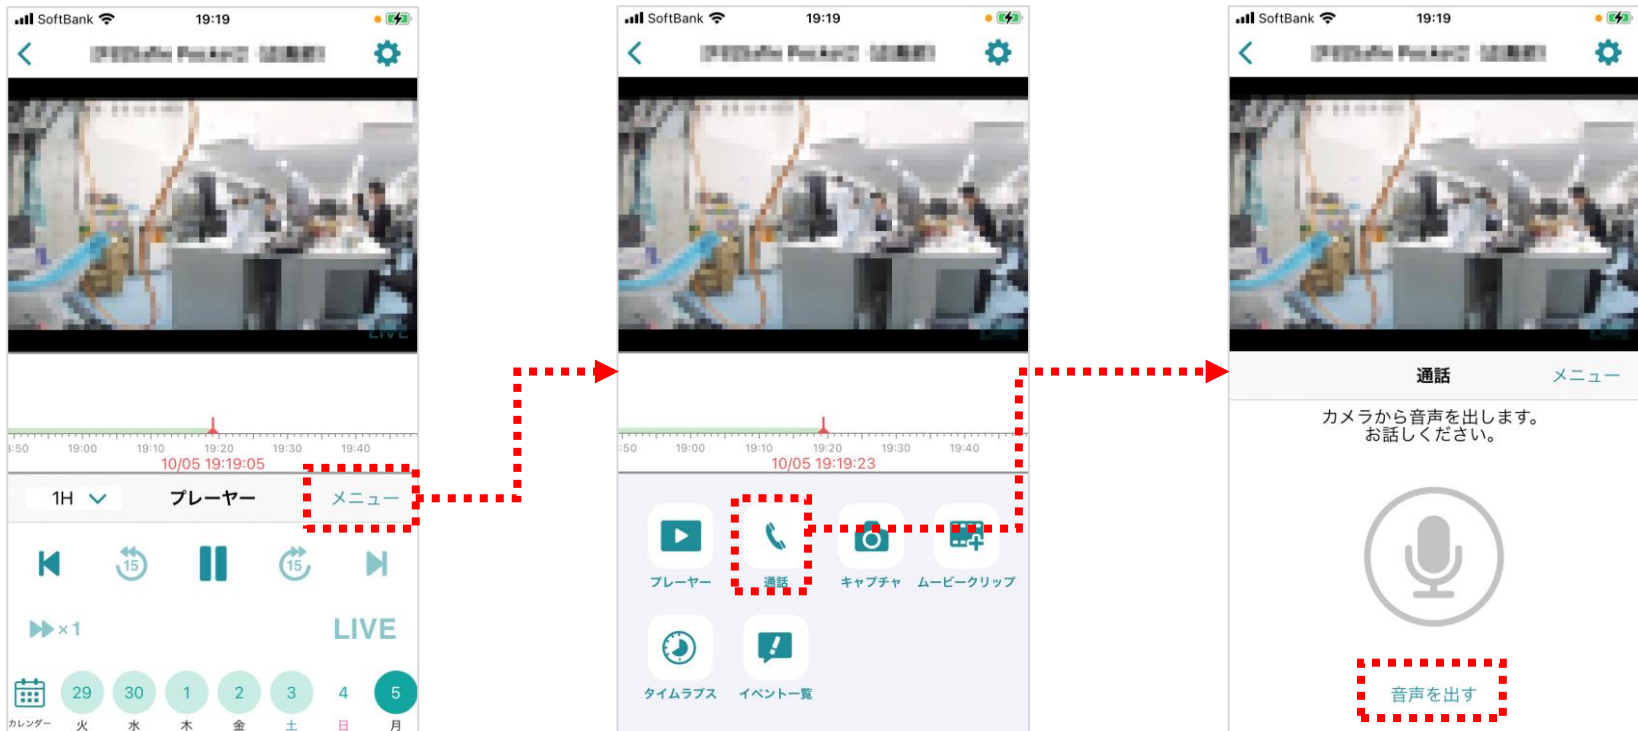 SoftBank
19:19
LIVE
3:50
19:00
19:10
19:20
19:30
19:40
10/05 19:19:05
1H
プレーヤー
メニュー
15
15
×1
LIVE
カレンダー
29
30
1
2
3
4
5
火
水
木
金
土
日
月
SoftBank
19:19
:50
19:00
19:10
19:20
19:30
19:40
10/05 19:19:23
プレーヤー
通話
キャプチャ
ムービークリップ
タイムラプス
イベント一覧
SoftBank
19:19
通話
メニュー
カメラから音声を出します。
お話しください。
音声を出す